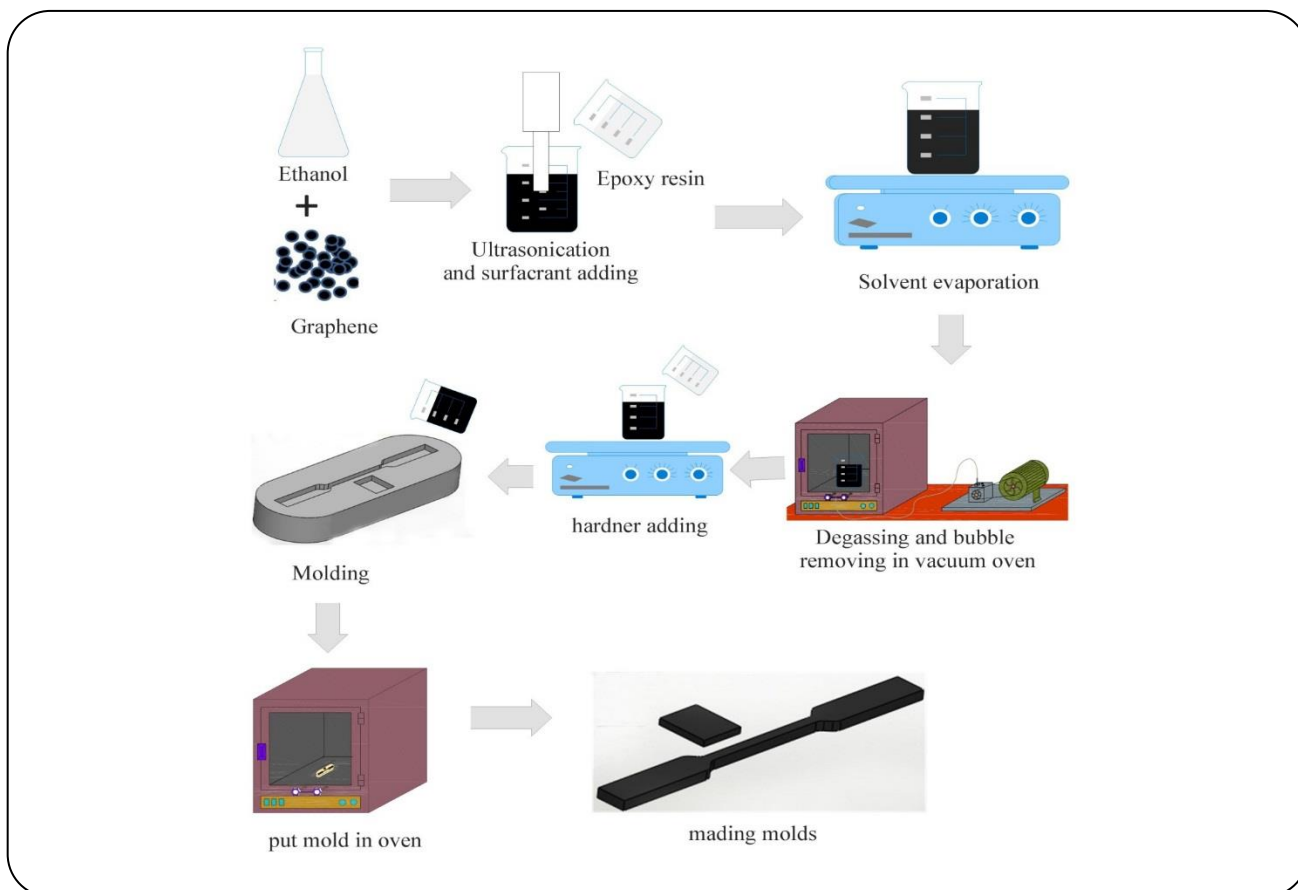 Ethanol
+
Graphene
Epoxy resin
Ultrasonication
and surfacrant adding
Solvent evaporation
Degassing and bubble
removing in vacuum oven
hardner adding
Molding
put mold in oven
mading molds